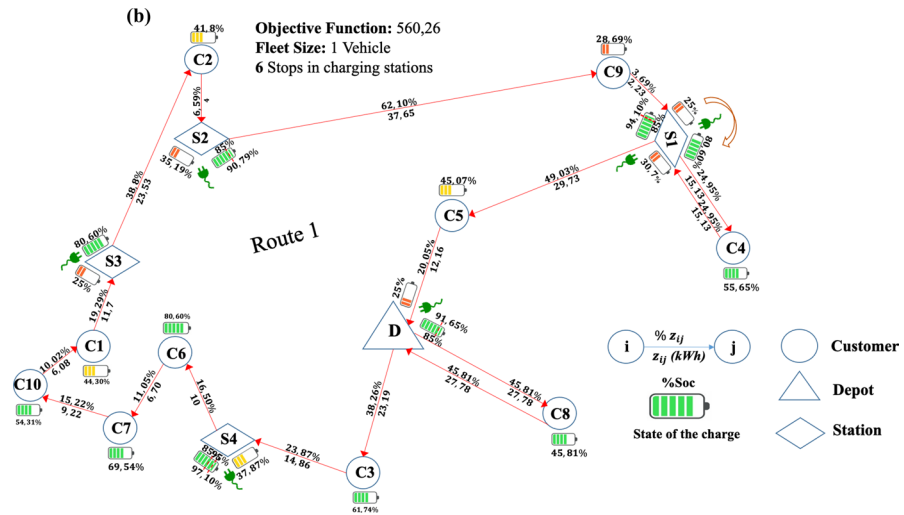 (b)
Objective Function: 560,26
Fleet Size: 1 Vehicle
6 Stops in charging stations
41,8%
C2
6,59%
4
S2
35,19%
85%
90,79%
62,10%
37,65
28,69%
C9
3,69%
2,23
25%
94,10%
85%
S1
80,60%
30,7%
24,95%
15,13
24,95%
15,13
C4
55,65%
49,03%
29,73
45,07%
C5
20,05%
12,16
Route 1
38,8%
23,53
80,60%
S3
25%
19,29%
11,7
C1
44,30%
10,02%
6,08
C10
54,31%
15,22%
9,22
C7
69,54%
11,05%
6,70
80,60%
C6
16,50%
10
S4
97,10%
37,87%
23,87%
14,86
C3
61,74%
38,26%
23,19
25%
D
91,65%
85%
45,81%
27,78
45,81%
27,78
C8
45,81%
i
% zij
zij (kWh)
j
Customer
%Soc
State of the charge
Depot
Station